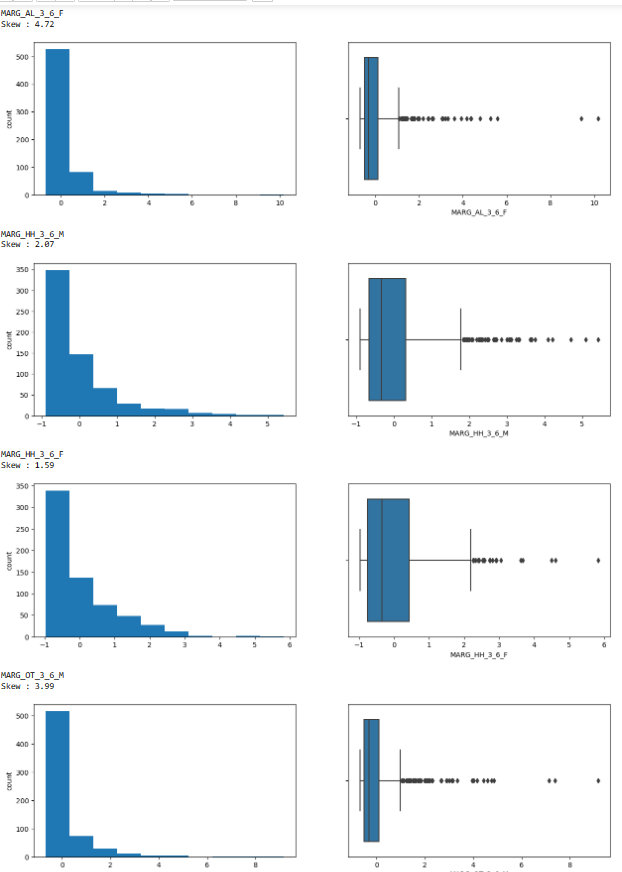 MARG_AL_3_6_F
Skew : 4.72
500
400
300
200
100
0
count
0 2 4 6 8 10
0 2 4 6 8 10
MARG_AL_3_6_F
MARG_HH_3_6_M
Skew : 2.07
350
300
250
200
150
100
50
0
count
−1 0 1 2 3 4 5
−1 0 1 2 3 4 5
MARG_HH_3_6_M
MARG_HH_3_6_F
Skew : 1.59
350
300
250
200
150
100
50
0
count
−1 0 1 2 3 4 5 6
−1 0 1 2 3 4 5 6
MARG_HH_3_6_F
MARG_OT_3_6_M
Skew : 3.99
500
400
300
200
100
0
count
0 2 4 6 8
0 2 4 6 8